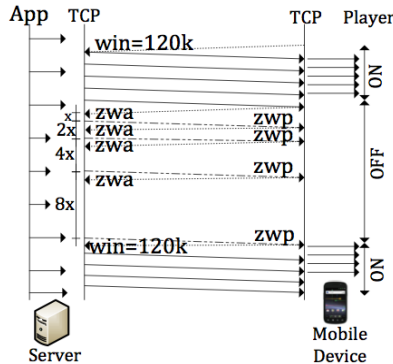 App TCP TCP Player
win=120k
ON
x
zwa
zwp
2x
zwa
zwp
4x
zwa
OFF
zwp
zwa
8x
zwp
win=120k
ON
Server
Mobile
Device